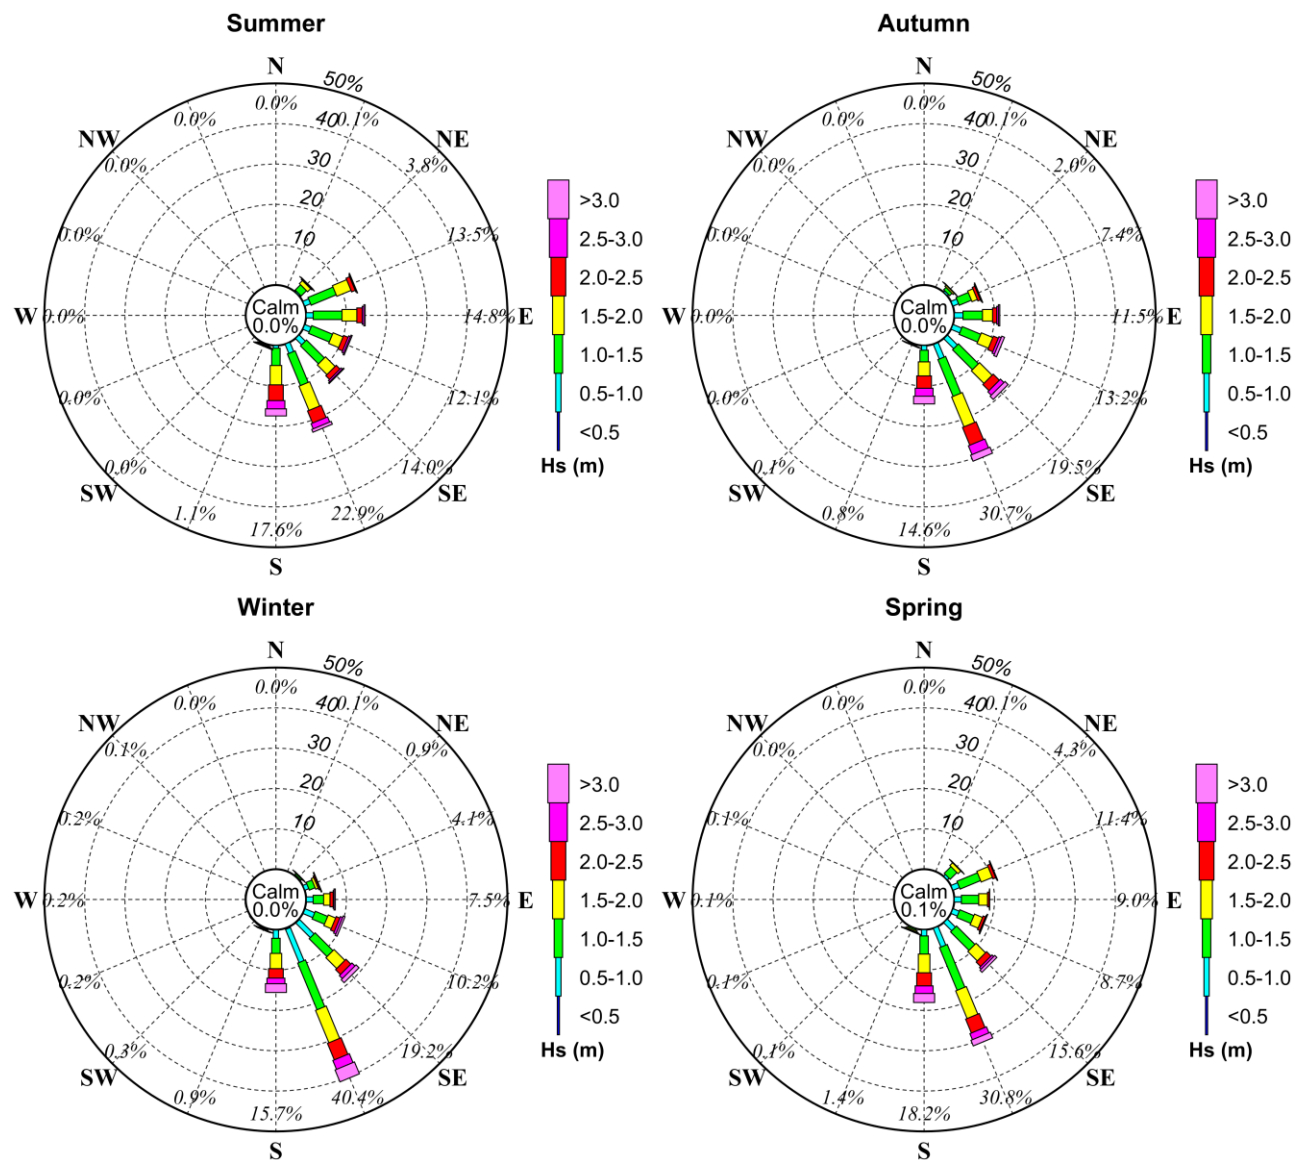 Summer
N
50%
0.0%
40
0.1%
0.0%
NW
NE
0.0%
3.8%
30
20
0.0%
13.5%
10
Calm
0.0%
W
0.0%
14.8%
E
0.0%
12.1%
0.0%
14.0%
SW
SE
1.1%
22.9%
17.6%
S
>3.0
2.5-3.0
2.0-2.5
1.5-2.0
1.0-1.5
0.5-1.0
<0.5
Hs (m)
Autumn
N
50%
0.0%
40
0.1%
0.0%
NW
NE
0.0%
2.0%
30
20
0.0%
7.4%
10
Calm
0.0%
W
0.0%
11.5%
E
0.0%
13.2%
0.1%
19.5%
SW
SE
0.8%
30.7%
14.6%
S
>3.0
2.5-3.0
2.0-2.5
1.5-2.0
1.0-1.5
0.5-1.0
<0.5
Hs (m)
Winter
N
50%
0.0%
40
0.1%
0.0%
NW
NE
0.1%
0.9%
30
20
0.2%
4.1%
10
Calm
0.0%
W
0.2%
7.5%
E
0.2%
10.2%
0.3%
19.2%
SW
SE
0.9%
40.4%
15.7%
S
>3.0
2.5-3.0
2.0-2.5
1.5-2.0
1.0-1.5
0.5-1.0
<0.5
Hs (m)
Spring
N
50%
0.0%
40
0.1%
0.0%
NW
NE
0.0%
4.3%
30
20
0.1%
11.4%
10
Calm
0.1%
W
0.1%
9.0%
E
0.1%
8.7%
0.1%
15.6%
SW
SE
1.4%
30.8%
18.2%
S
>3.0
2.5-3.0
2.0-2.5
1.5-2.0
1.0-1.5
0.5-1.0
<0.5
Hs (m)